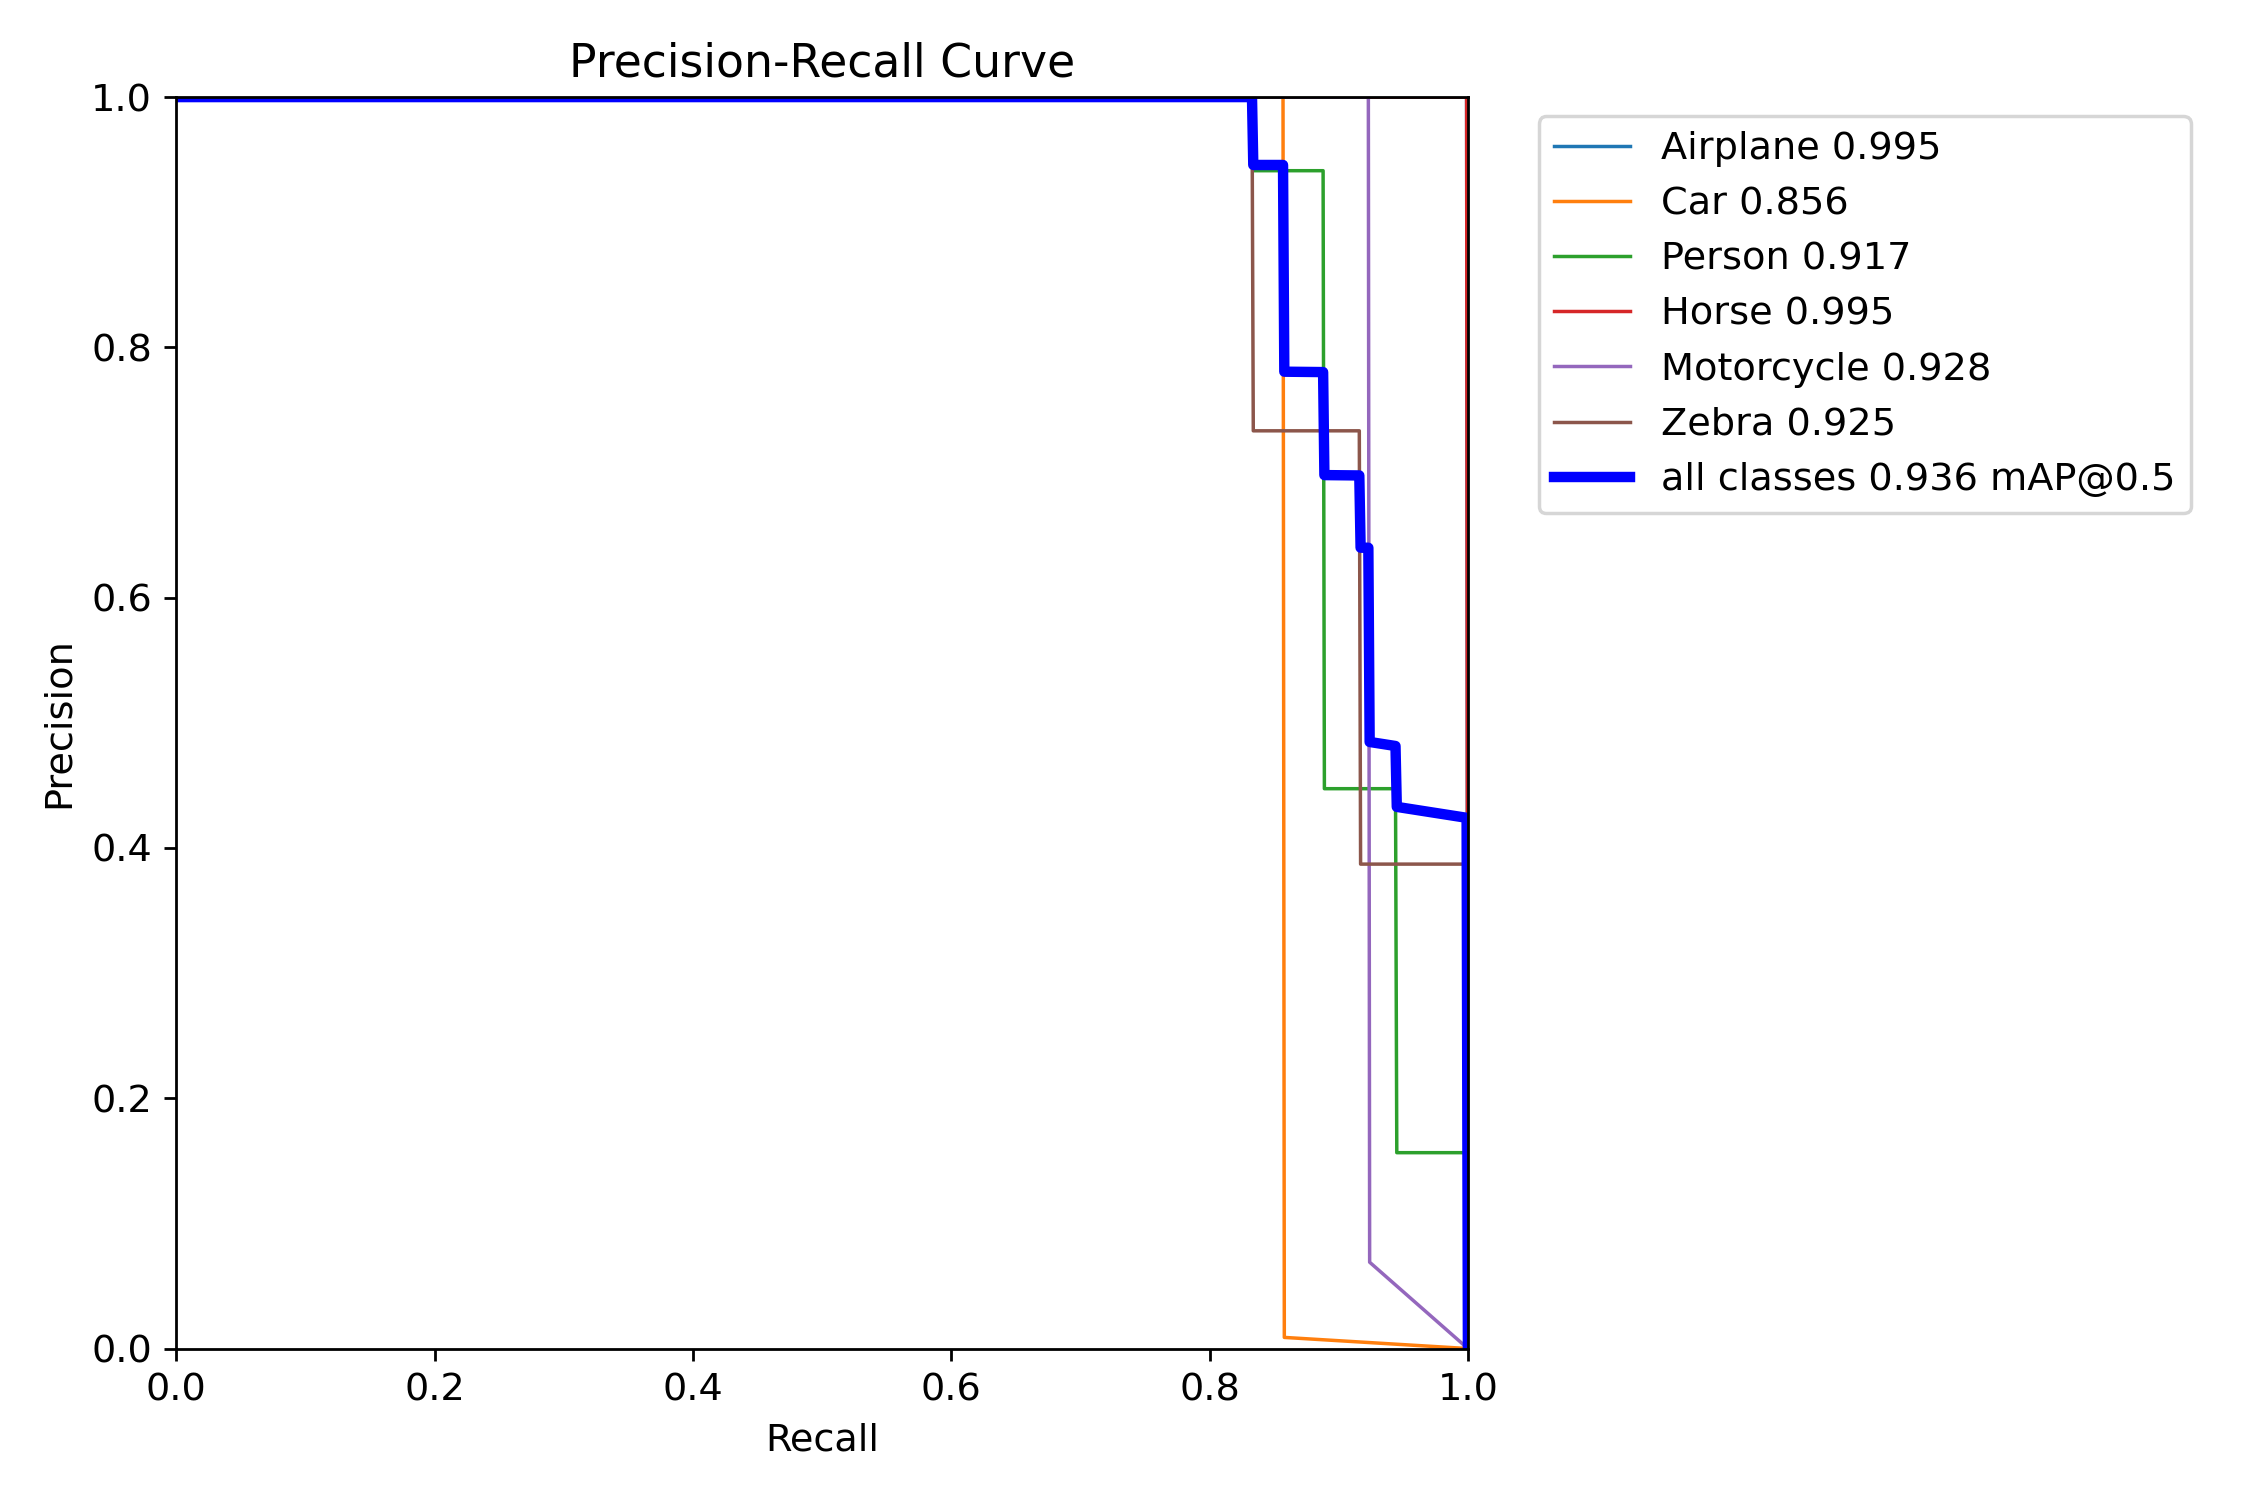 Precision-Recall Curve
1.0
0.8
0.6
0.4
0.2
0.0
Precision
0.0 0.2 0.4 0.6 0.8 1.0
Recall
Airplane 0.995
Car 0.856
Person 0.917
Horse 0.995
Motorcycle 0.928
Zebra 0.925
all classes 0.936 mAP@0.5